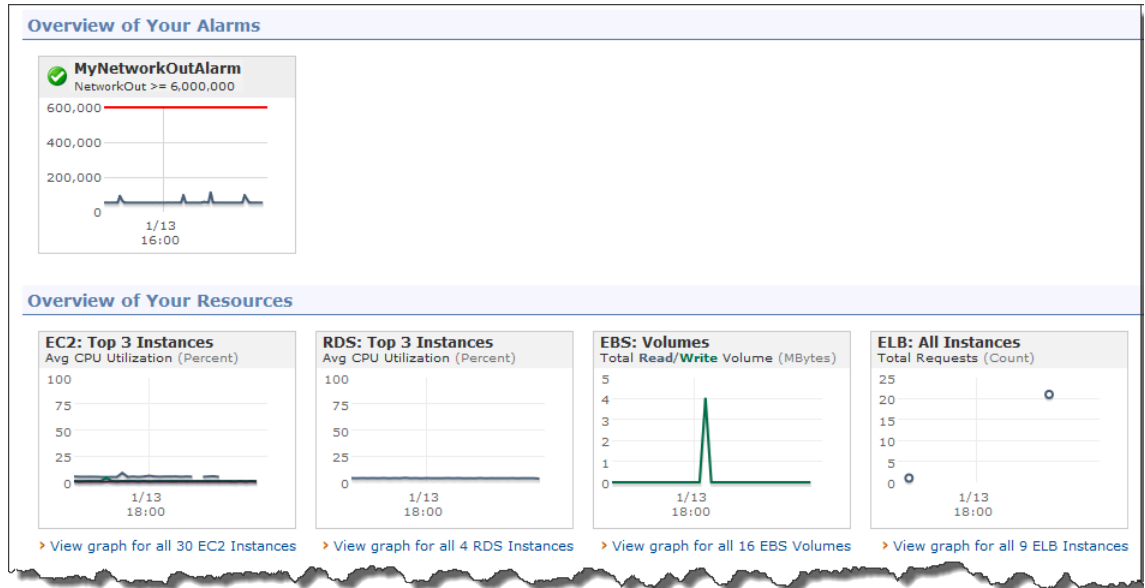 Overview of Your Alarms
MyNetworkOutAlarm
NetworkOut >= 6,000,000
600,000
400,000
200,000
0
1/13
16:00
Overview of Your Resources
EC2: Top 3 Instances
Avg CPU Utilization (Percent)
100
75
50
25
0
1/13
18:00
View graph for all 30 EC2 Instances
RDS: Top 3 Instances
Avg CPU Utilization (Percent)
100
75
50
25
0
1/13
18:00
View graph for all 4 RDS Instances
EBS: Volumes
Total Read/Write Volume (MBytes)
5
4
3
2
1
0
1/13
18:00
View graph for all 16 EBS Volumes
ELB: All Instances
Total Requests (Count)
25
20
15
10
5
0
1/13
18:00
View graph for all 9 ELB Instances